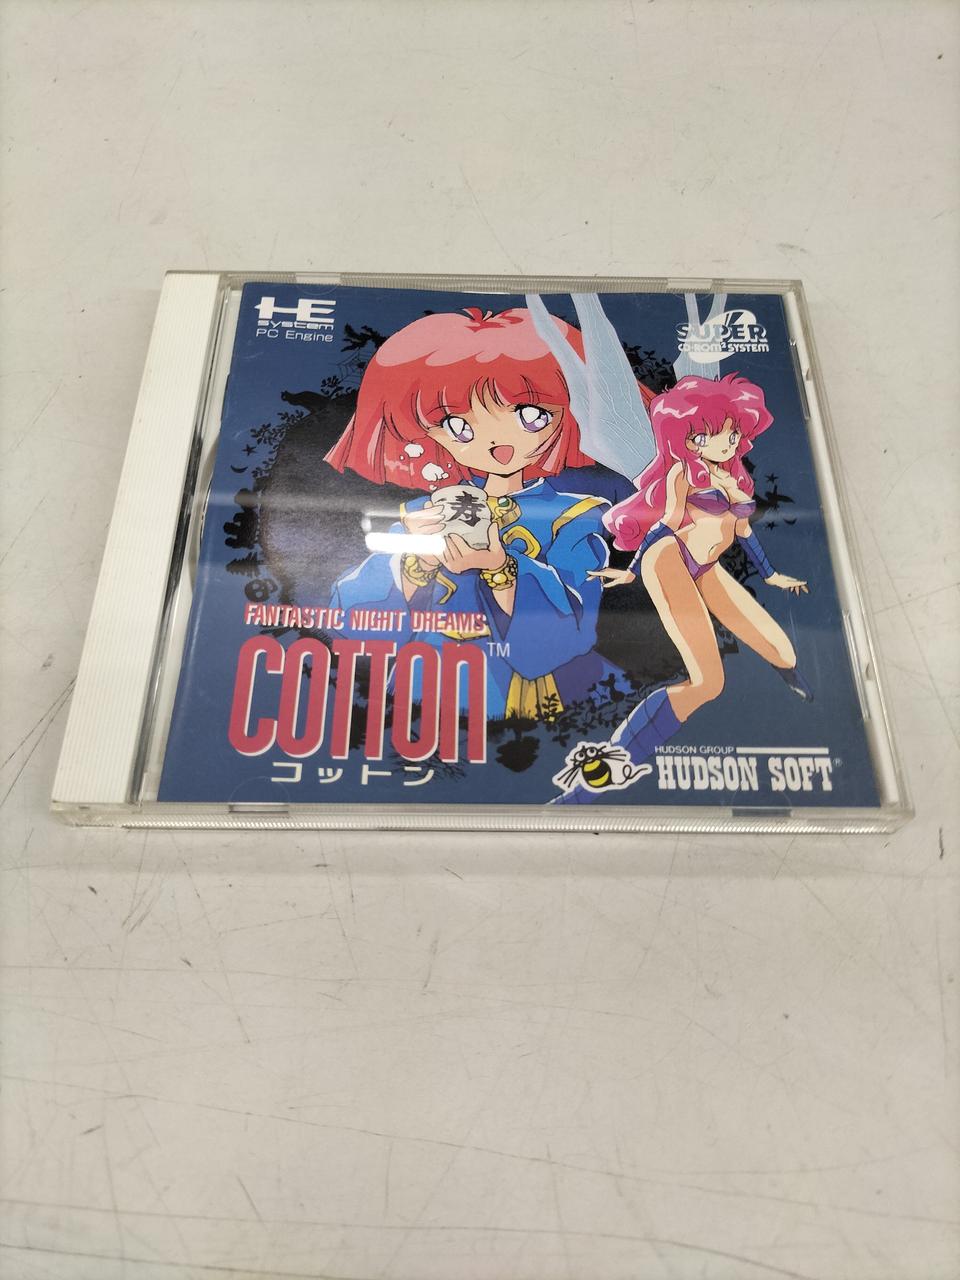 HE
system
PC Engine
SUPER
CD-ROM² SYSTEM
寿
FANTASTIC NIGHT DREAMS
COTTON™
コットン
HUDSON GROUP
HUDSON SOFT®